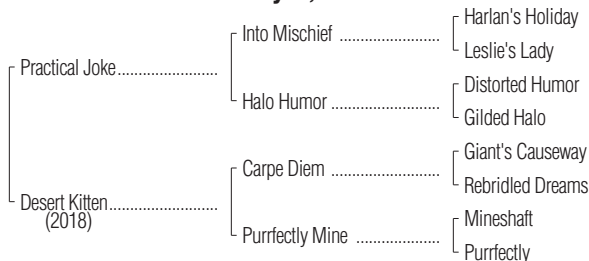 Harlan's Holiday
Into Mischief ........................
Leslie's Lady
Practical Joke........................
Distorted Humor
Halo Humor ..........................
Gilded Halo
Giant's Causeway
Carpe Diem ..........................
Rebridled Dreams
Desert Kitten..........................
(2018)
Mineshaft
Purrfectly Mine ....................
Purrfectly